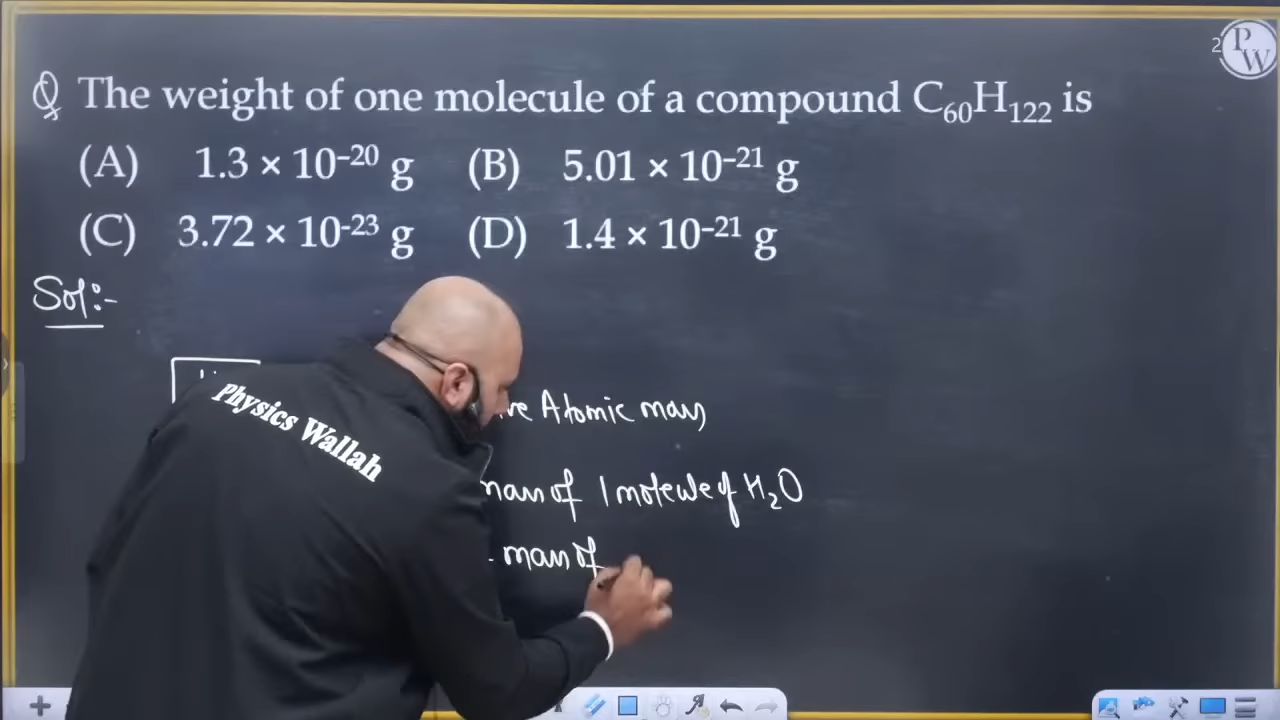 Q The weight of one molecule of a compound C₆₀H₁₂₂ is
(A) 1.3 × 10⁻²⁰ g (B) 5.01 × 10⁻²¹ g
(C) 3.72 × 10⁻²³ g (D) 1.4 × 10⁻²¹ g
Sol:-
Atomic mass
mass of 1 molecule of H₂O
mass of
Physics Wallah
2
PW